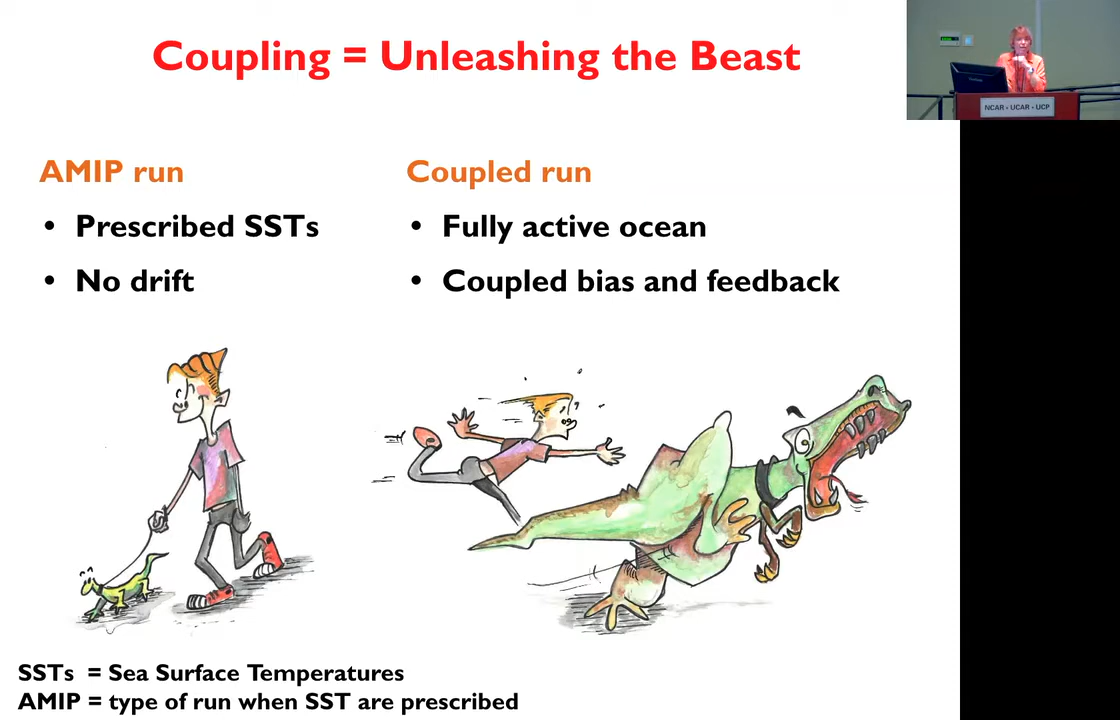 Coupling = Unleashing the Beast
NCAR • UCAR • UCP
AMIP run
• Prescribed SSTs
• No drift
Coupled run
• Fully active ocean
• Coupled bias and feedback
SSTs = Sea Surface Temperatures
AMIP = type of run when SST are prescribed